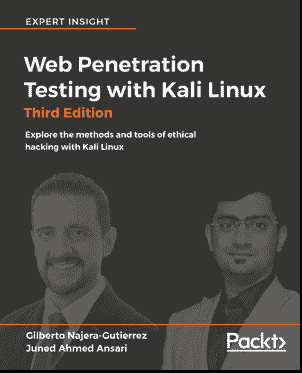 EXPERT INSIGHT
Web Penetration
Testing with Kali Linux
Third Edition
Explore the methods and tools of ethical
hacking with Kali Linux
Gilberto Najera-Gutierrez
Juned Ahmed Ansari
Packt>